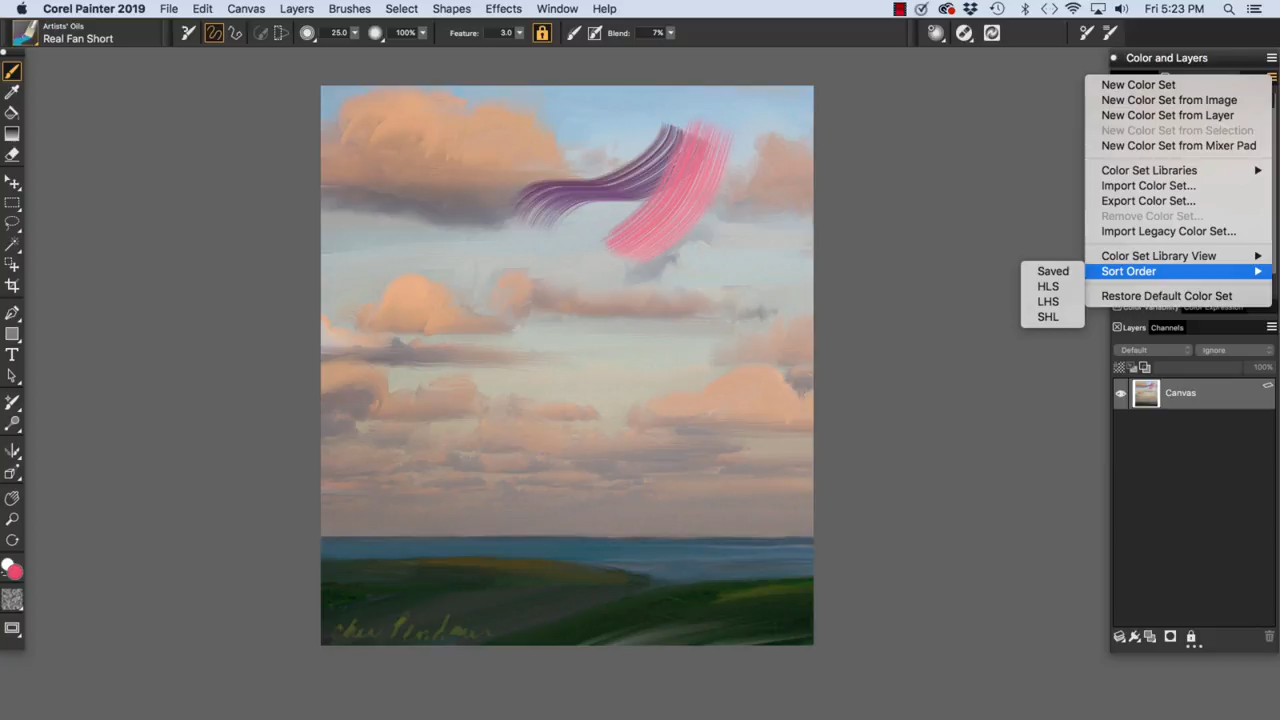 Corel Painter 2019 File Edit Canvas Layers Brushes Select Shapes Effects Window Help Fri 5:23 PM
Artists' Oils
Real Fan Short
25.0 100% Feature: 3.0 Blend: 7%
Color and Layers
New Color Set
New Color Set from Image
New Color Set from Layer
New Color Set from Selection
New Color Set from Mixer Pad
Color Set Libraries
Import Color Set...
Export Color Set...
Remove Color Set...
Import Legacy Color Set...
Color Set Library View
Sort Order
Restore Default Color Set
Saved
HLS
LHS
SHL
Color Variability Color Expression
Layers Channels
Default Ignore
100%
Canvas